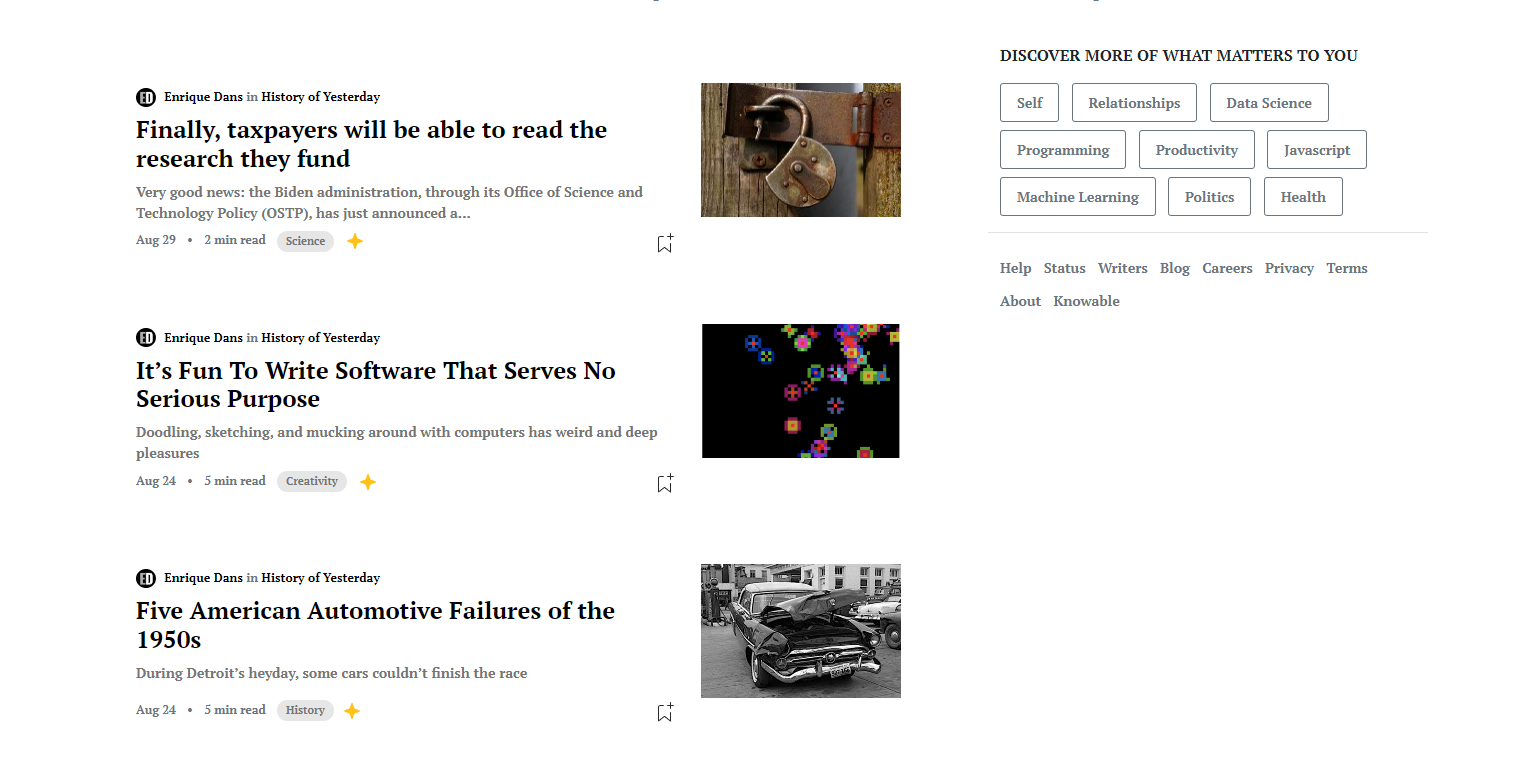 DISCOVER MORE OF WHAT MATTERS TO YOU
ED Enrique Dans in History of Yesterday
Finally, taxpayers will be able to read the
research they fund
Very good news: the Biden administration, through its Office of Science and
Technology Policy (OSTP), has just announced a...
Aug 29 • 2 min read Science
ED Enrique Dans in History of Yesterday
It’s Fun To Write Software That Serves No
Serious Purpose
Doodling, sketching, and mucking around with computers has weird and deep
pleasures
Aug 24 • 5 min read Creativity
ED Enrique Dans in History of Yesterday
Five American Automotive Failures of the
1950s
During Detroit’s heyday, some cars couldn’t finish the race
Aug 24 • 5 min read History
Self Relationships Data Science
Programming Productivity Javascript
Machine Learning Politics Health
Help Status Writers Blog Careers Privacy Terms
About Knowable